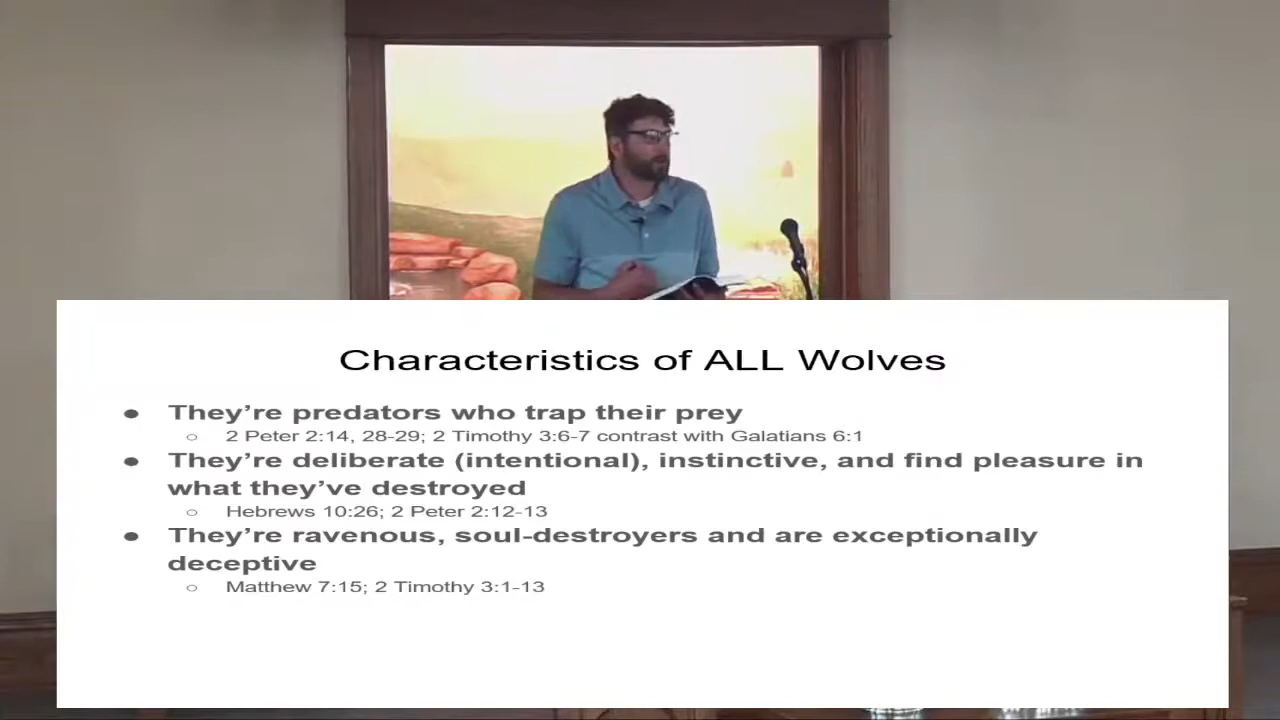 Characteristics of ALL Wolves
● They're predators who trap their prey
○ 2 Peter 2:14, 28-29; 2 Timothy 3:6-7 contrast with Galatians 6:1
● They're deliberate (intentional), instinctive, and find pleasure in
what they've destroyed
○ Hebrews 10:26; 2 Peter 2:12-13
● They're ravenous, soul-destroyers and are exceptionally
deceptive
○ Matthew 7:15; 2 Timothy 3:1-13